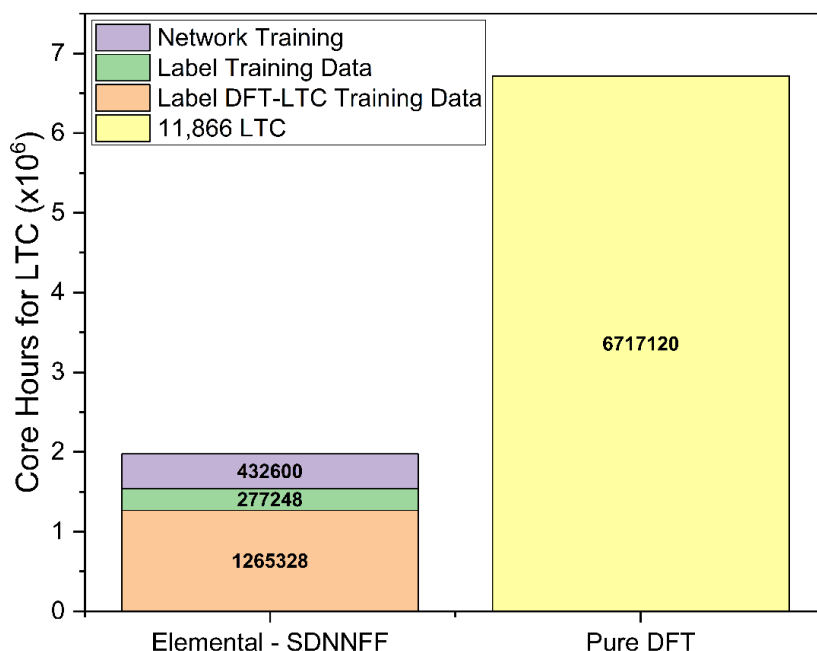 Core Hours for LTC (x10⁶)
7
6
5
4
3
2
1
0
Network Training
Label Training Data
Label DFT-LTC Training Data
11,866 LTC
432600
277248
1265328
6717120
Elemental - SDNNFF
Pure DFT